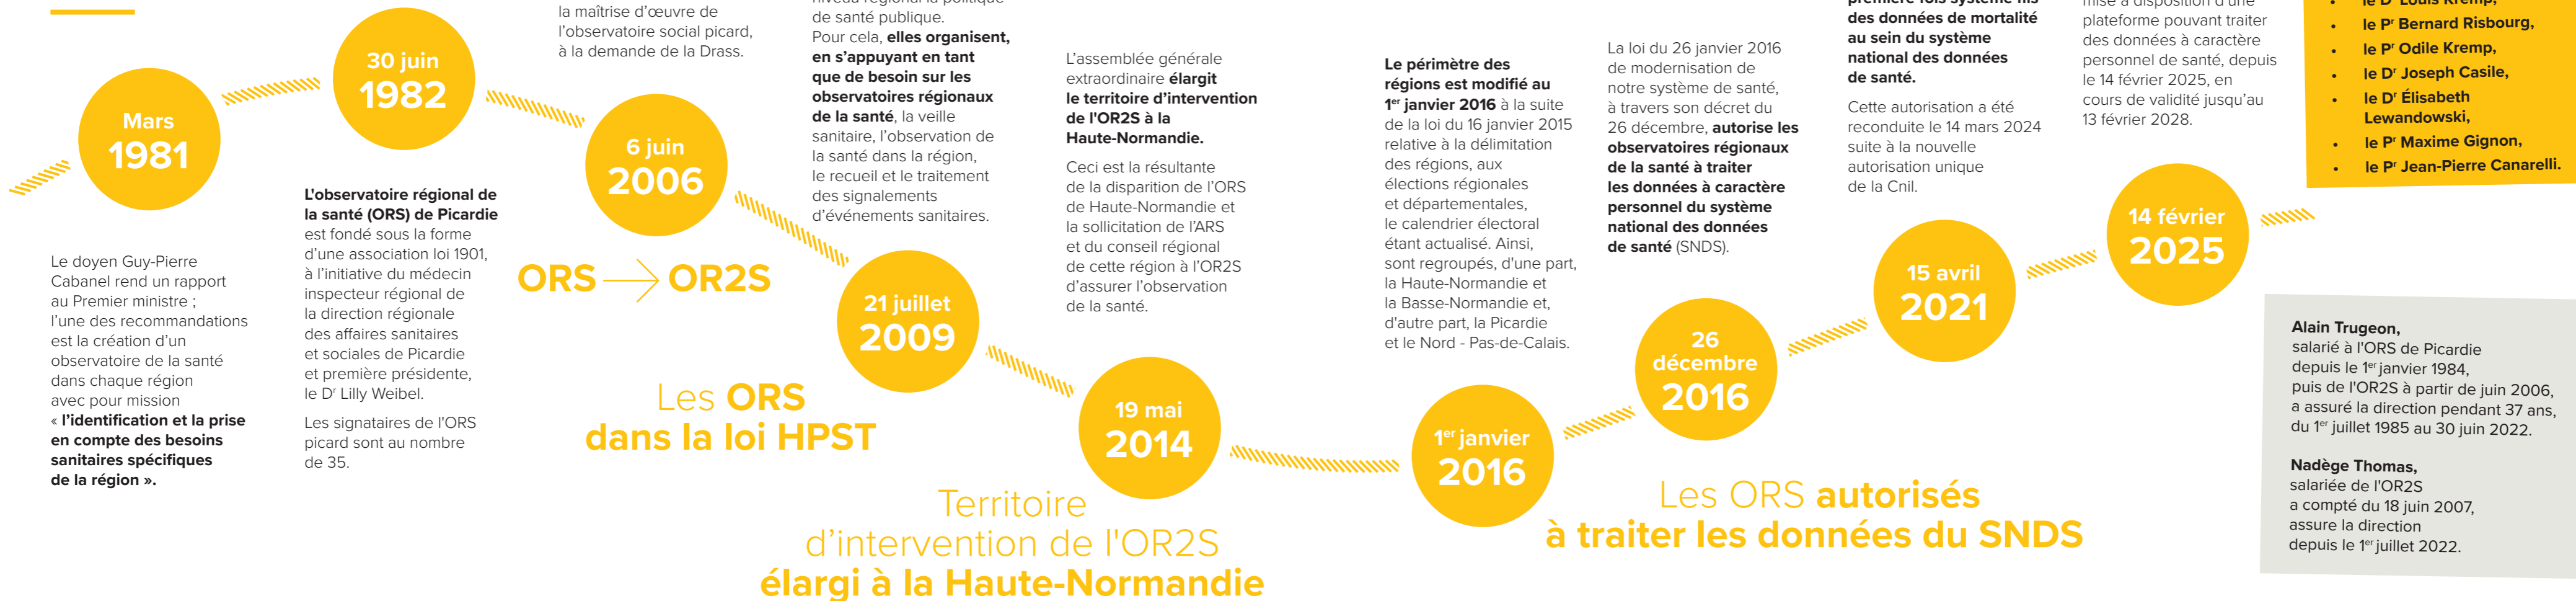 Mars
1981
Le doyen Guy-Pierre
Cabanel rend un rapport
au Premier ministre ;
l'une des recommandations
est la création d'un
observatoire de la santé
dans chaque région
avec pour mission
« l'identification et la prise
en compte des besoins
sanitaires spécifiques
de la région ».
30 juin
1982
L'observatoire régional de
la santé (ORS) de Picardie
est fondé sous la forme
d'une association loi 1901,
à l'initiative du médecin
inspecteur régional de
la direction régionale
des affaires sanitaires
et sociales de Picardie
et première présidente,
le Dr Lilly Weibel.
Les signataires de l'ORS
picard sont au nombre
de 35.
la maîtrise d'œuvre de
l'observatoire social picard,
à la demande de la Drass.
6 juin
2006
ORS → OR2S
niveau régional la politique
de santé publique.
Pour cela, elles organisent,
en s'appuyant en tant
que de besoin sur les
observatoires régionaux
de la santé, la veille
sanitaire, l'observation de
la santé dans la région,
le recueil et le traitement
des signalements
d'événements sanitaires.
21 juillet
2009
Les ORS
dans la loi HPST
L'assemblée générale
extraordinaire élargit
le territoire d'intervention
de l'OR2S à la
Haute-Normandie.
Ceci est la résultante
de la disparition de l'ORS
de Haute-Normandie et
la sollicitation de l'ARS
et du conseil régional
de cette région à l'OR2S
d'assurer l'observation
de la santé.
19 mai
2014
Territoire
d'intervention de l'OR2S
élargi à la Haute-Normandie
Le périmètre des
régions est modifié au
1er janvier 2016 à la suite
de la loi du 16 janvier 2015
relative à la délimitation
des régions, aux
élections régionales
et départementales,
le calendrier électoral
étant actualisé. Ainsi,
sont regroupés, d'une part,
la Haute-Normandie et
la Basse-Normandie et,
d'autre part, la Picardie
et le Nord - Pas-de-Calais.
1er janvier
2016
La loi du 26 janvier 2016
de modernisation de
notre système de santé,
à travers son décret du
26 décembre, autorise les
observatoires régionaux
de la santé à traiter
les données à caractère
personnel du système
national des données
de santé (SNDS).
26
décembre
2016
Les ORS autorisés
à traiter les données du SNDS
première fois système fils
des données de mortalité
au sein du système
national des données
de santé.
Cette autorisation a été
reconduite le 14 mars 2024
suite à la nouvelle
autorisation unique
de la Cnil.
15 avril
2021
mise à disposition d'une
plateforme pouvant traiter
des données à caractère
personnel de santé, depuis
le 14 février 2025, en
cours de validité jusqu'au
13 février 2028.
14 février
2025
• le Dr Louis Kremp,
• le Pr Bernard Risbourg,
• le Pr Odile Kremp,
• le Dr Joseph Casile,
• le Dr Élisabeth
Lewandowski,
• le Pr Maxime Gignon,
• le Pr Jean-Pierre Canarelli.
Alain Trugeon,
salarié à l'ORS de Picardie
depuis le 1er janvier 1984,
puis de l'OR2S à partir de juin 2006,
a assuré la direction pendant 37 ans,
du 1er juillet 1985 au 30 juin 2022.
Nadège Thomas,
salariée de l'OR2S
a compté du 18 juin 2007,
assure la direction
depuis le 1er juillet 2022.